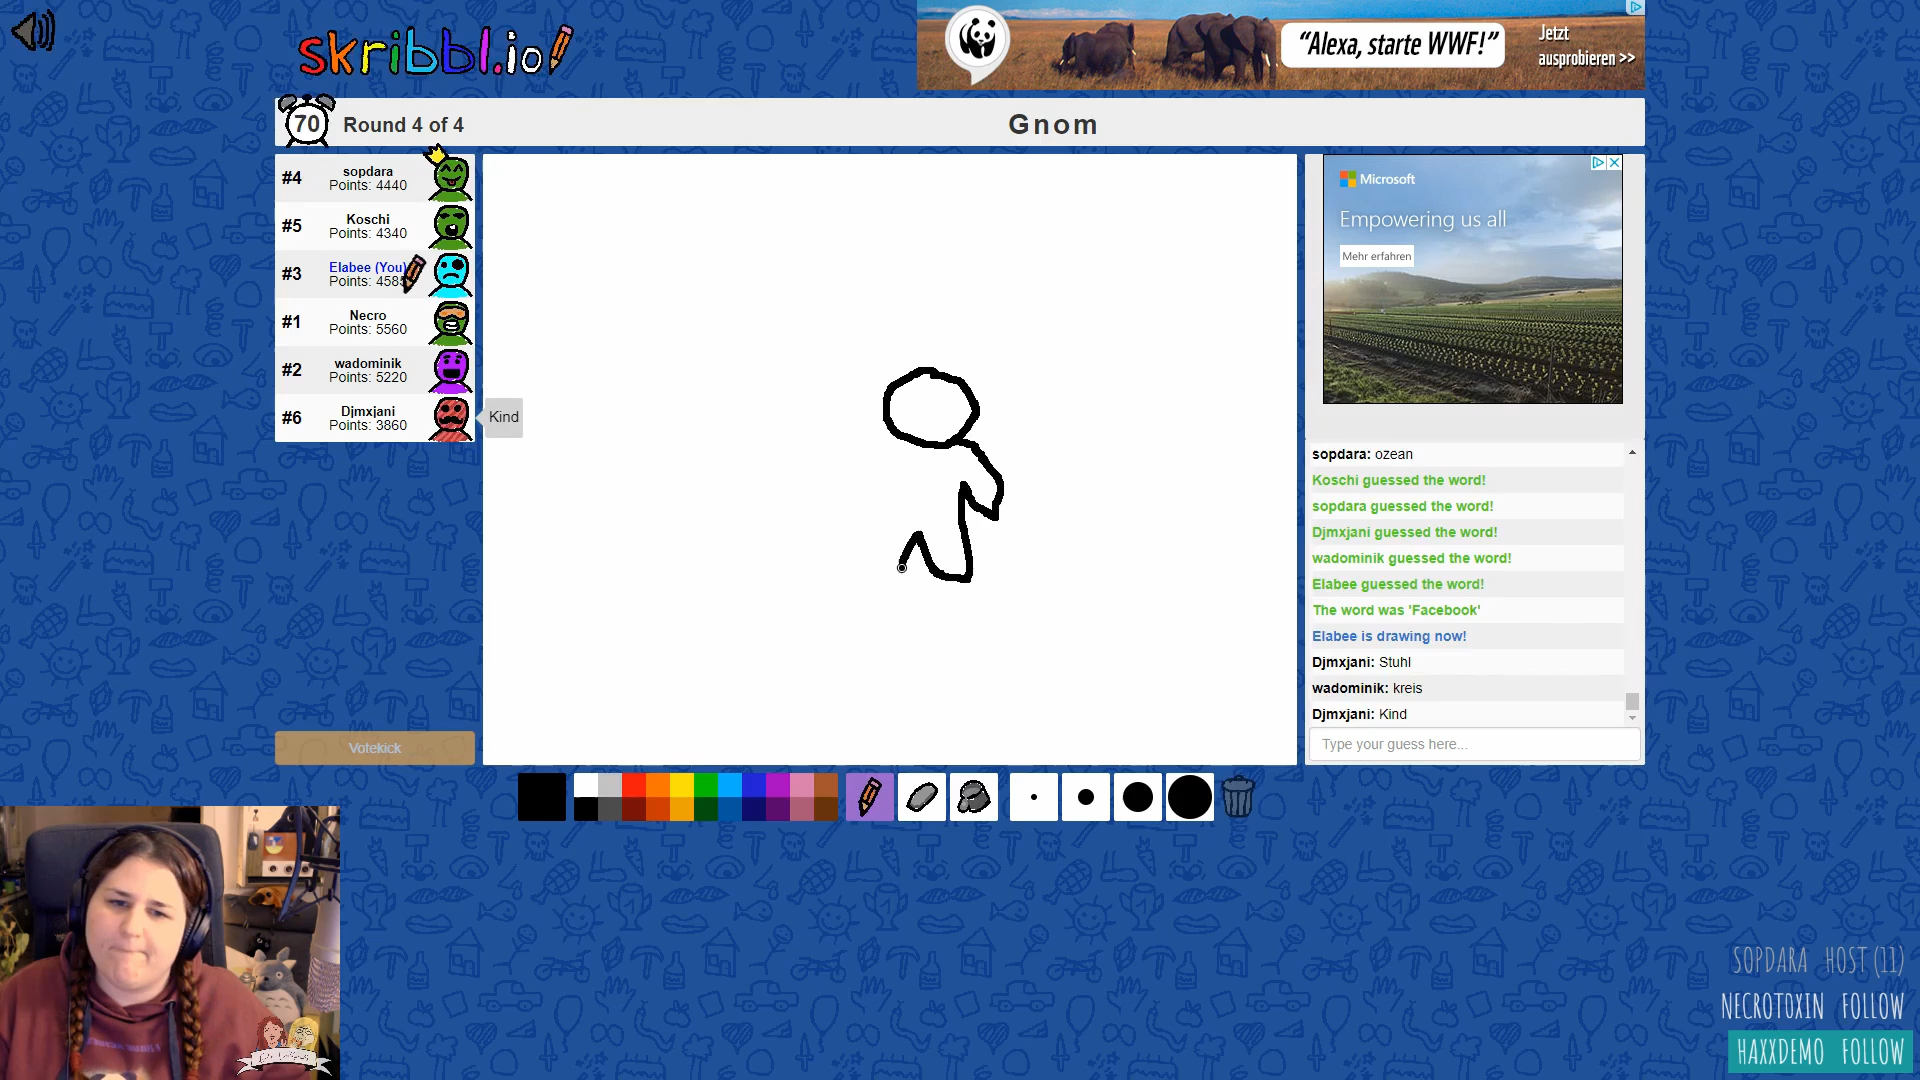 skribbl.io
"Alexa, starte WWF!"
Jetzt
ausprobieren >>
70
Round 4 of 4
Gnom
#4
sopdara
Points: 4440
#5
Koschi
Points: 4340
#3
Elabee (You)
Points: 4585
#1
Necro
Points: 5560
#2
wadominik
Points: 5220
#6
Djmxjani
Points: 3860
Kind
Votekick
Microsoft
Empowering us all
Mehr erfahren
sopdara: ozean
Koschi guessed the word!
sopdara guessed the word!
Djmxjani guessed the word!
wadominik guessed the word!
Elabee guessed the word!
The word was 'Facebook'
Elabee is drawing now!
Djmxjani: Stuhl
wadominik: kreis
Djmxjani: Kind
Type your guess here...
SOPDARA HOST (11)
NECROTOXIN FOLLOW
HAXXDEMO FOLLOW